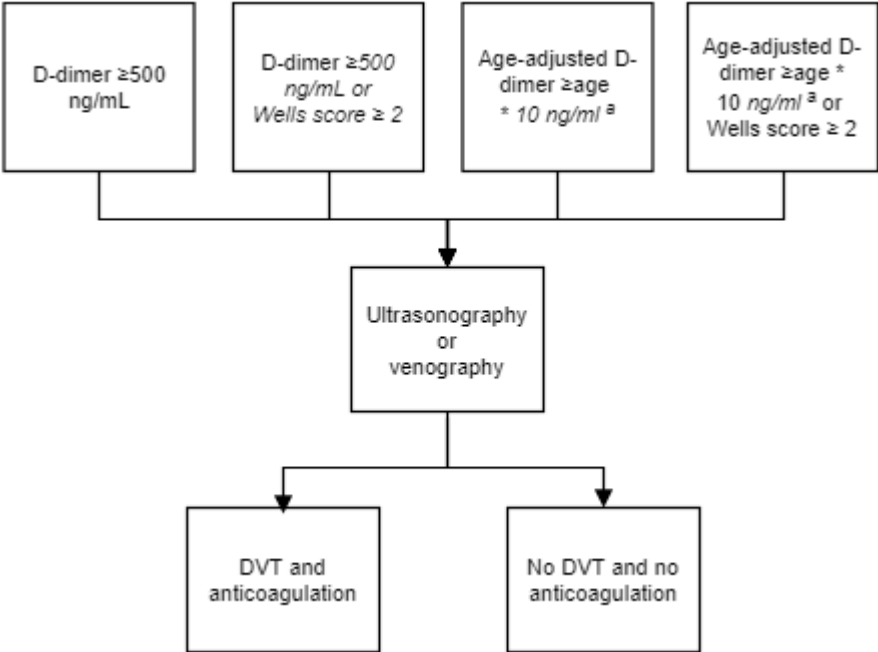 D-dimer ≥500
ng/mL
D-dimer ≥500
ng/mL or
Wells score ≥ 2
Age-adjusted D-
dimer ≥age
* 10 ng/ml a
Age-adjusted D-
dimer ≥age *
10 ng/ml a or
Wells score ≥ 2
Ultrasonography
or
venography
DVT and
anticoagulation
No DVT and no
anticoagulation